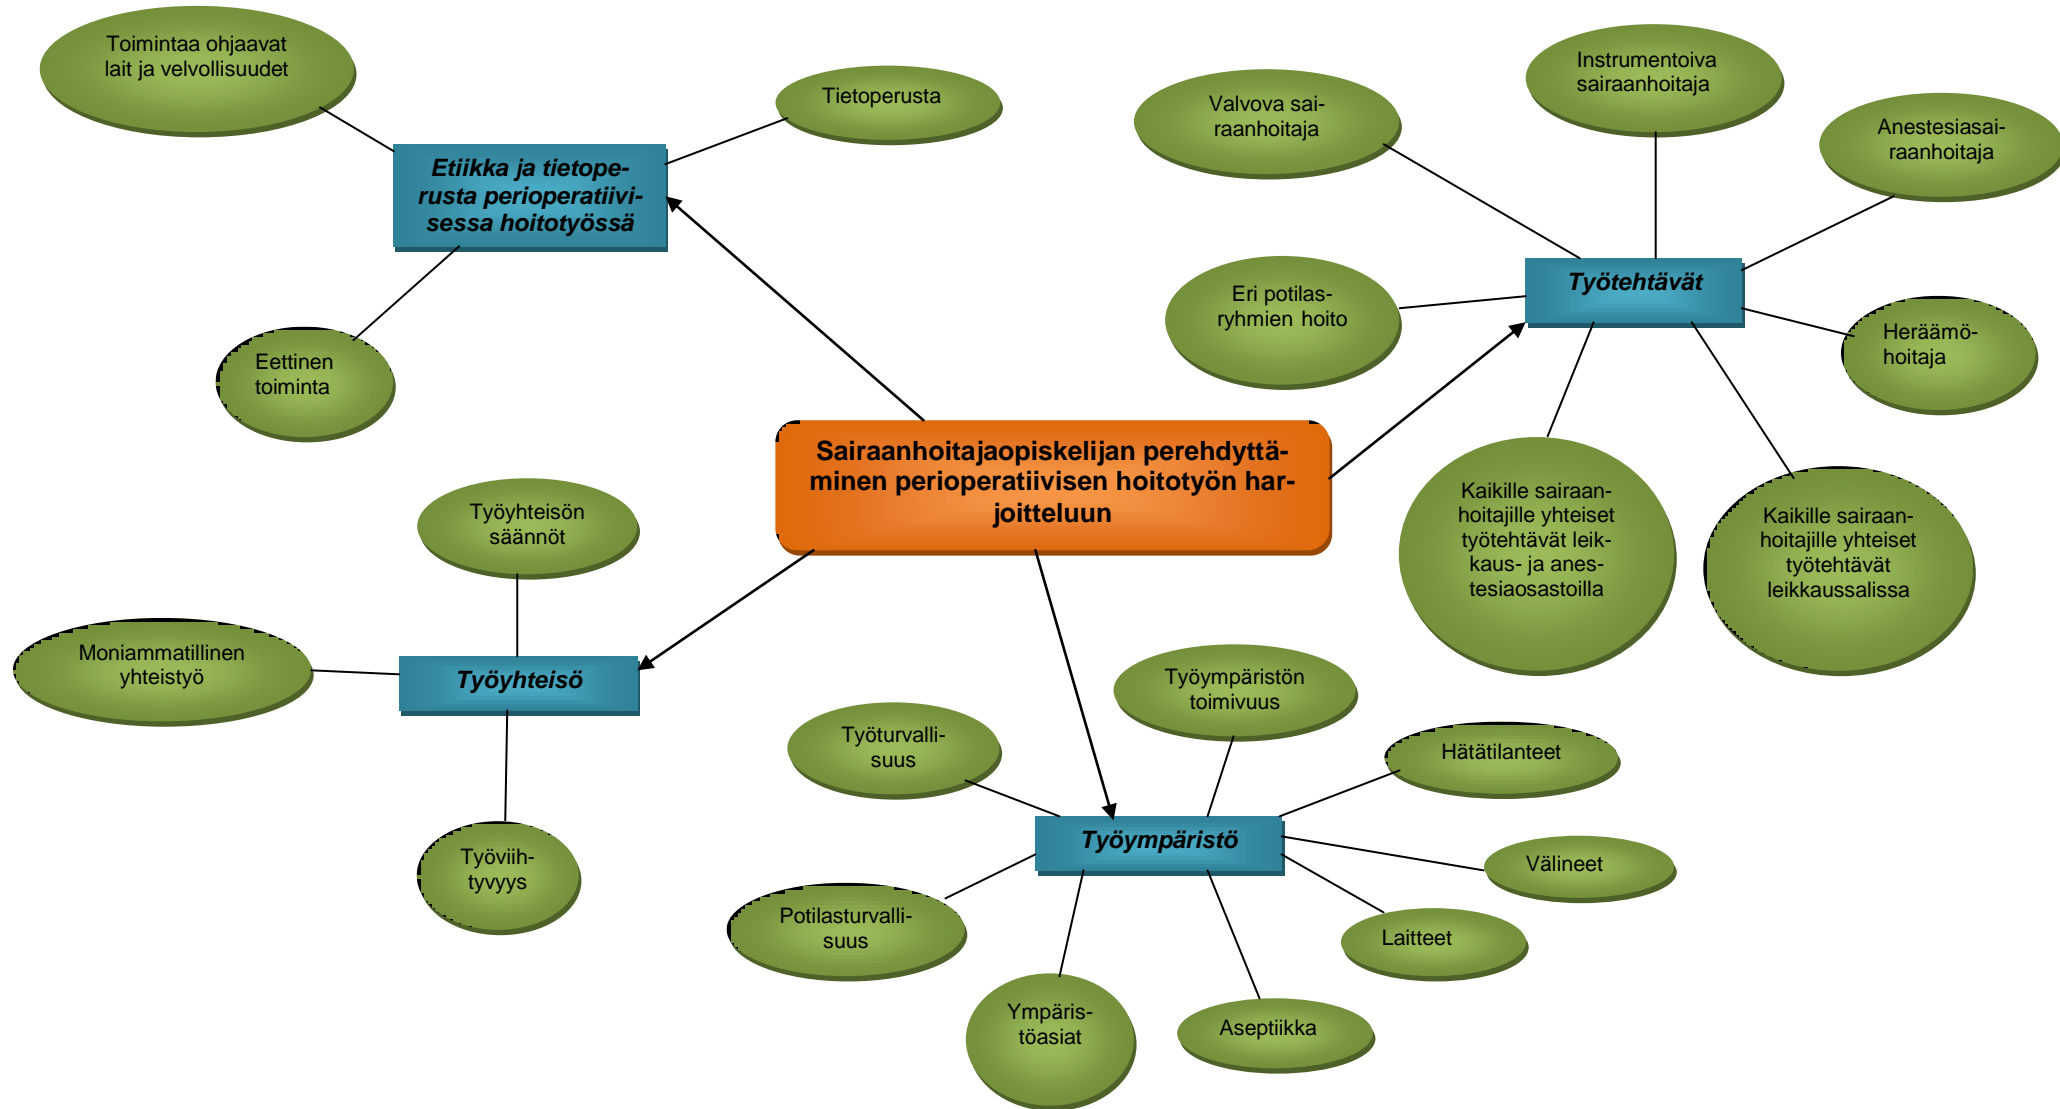 Toimintaa ohjaavat
lait ja velvollisuudet
Tietoperusta
Etiikka ja tietope-
rusta perioperatiivi-
sessa hoitotyössä
Eettinen
toiminta
Valvova sai-
raanhoitaja
Instrumentoiva
sairaanhoitaja
Anestesiasai-
raanhoitaja
Työtehtävät
Eri potilas-
ryhmien hoito
Heräämö-
hoitaja
Kaikille sairaan-
hoitajille yhteiset
työtehtävät leik-
kaus- ja anes-
tesiaosastoilla
Kaikille sairaan-
hoitajille yhteiset
työtehtävät
leikkaussalissa
Sairaanhoitajaopiskelijan perehdyttä-
minen perioperatiivisen hoitotyön har-
joitteluun
Työyhteisön
säännöt
Moniammatillinen
yhteistyö
Työyhteisö
Työviih-
tyvyys
Työympäristön
toimivuus
Työturvalli-
suus
Hätätilanteet
Työympäristö
Välineet
Potilasturvalli-
suus
Laitteet
Ympäris-
töasiat
Aseptiikka